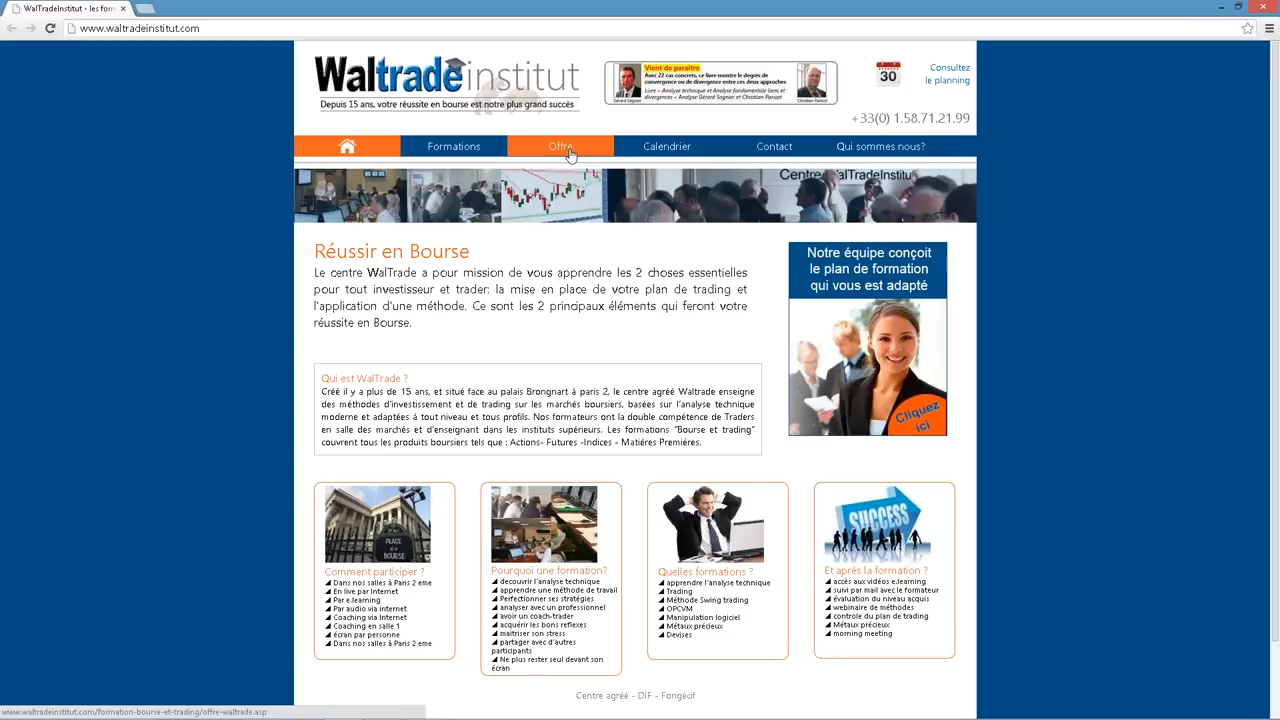 WalTradeInstitut - les form
www.waltradeinstitut.com
Waltradeinstitut
Depuis 15 ans, votre réussite en bourse est notre plus grand succès
Vient de paraître
Avec 22 cas concrets, ce livre montre le degrés de
convergence ou de divergence entre ces deux approches
Livre « Analyse technique et Analyse fondamentale liens et
divergences » Analyse Gérard Sagnier et Christian Parisot
Gérard Sagnier
Christian Parisot
30
Consultez
le planning
+33(0) 1.58.71.21.99
Formations
Offre
Calendrier
Contact
Qui sommes nous?
Centre WalTradeInstitu
Réussir en Bourse
Le centre WalTrade a pour mission de vous apprendre les 2 choses essentielles
pour tout investisseur et trader: la mise en place de votre plan de trading et
l'application d'une méthode. Ce sont les 2 principaux éléments qui feront votre
réussite en Bourse.
Notre équipe conçoit
le plan de formation
qui vous est adapté
Cliquez
ici
Qui est WalTrade ?
Créé il y a plus de 15 ans, et situé face au palais Brongnart à paris 2, le centre agréé Waltrade enseigne
des méthodes d'investissement et de trading sur les marchés boursiers, basées sur l'analyse technique
moderne et adaptées à tout niveau et tous profils. Nos formateurs ont la double compétence de Traders
en salle des marchés et d'enseignant dans les instituts supérieurs. Les formations "Bourse et trading"
couvrent tous les produits boursiers tels que : Actions- Futures -Indices - Matiéres Premiéres.
PLACE
DE LA
BOURSE
Comment participer ?
Dans nos salles à Paris 2 eme
En live par Internet
Par e.learning
Par audio via internet
Coaching via Internet
Coaching en salle 1
écran par personne
Dans nos salles à Paris 2 eme
Pourquoi une formation?
decouvrir l'analyse technique
apprendre une méthode de travail
Perfectionner ses stratégies
analyser avec un professionnel
avoir un coach-trader
acquérir les bons reflexes
maitriser son stress
partager avec d'autres
participants
Ne plus rester seul devant son
écran
Quelles formations ?
apprendre l'analyse technique
Trading
Méthode Swing trading
OPCVM
Manipulation logiciel
Métaux précieux
Devises
SUCCESS
Et après la formation ?
accès aux vidéos e.learning
suivi par mail avec le formateur
évaluation du niveau acquis
webinaire de méthodes
controle du plan de trading
Métaux précieux
morning meeting
Centre agréé - DIF - Fongécif
www.waltradeinstitut.com/formation-bourse-et-trading/offre-waltrade.asp